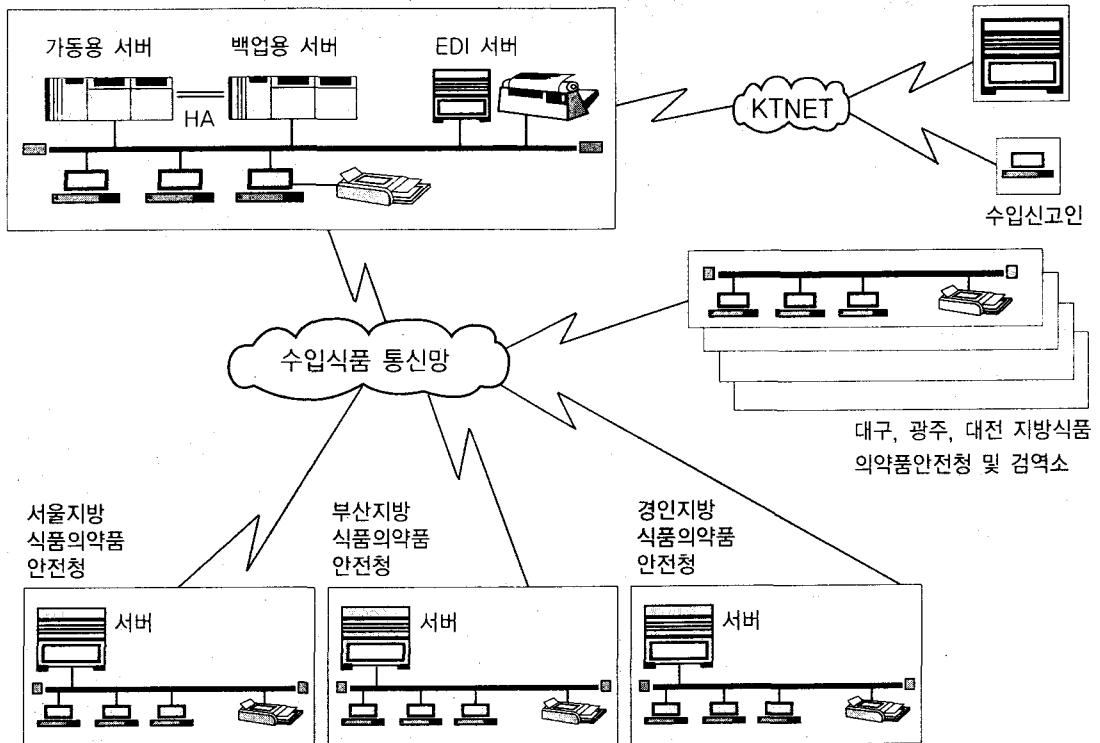 가동용 서버
백업용 서버
EDI 서버
HA
KTNET
수입신고인
수입식품 통신망
대구, 광주, 대전 지방식품
의약품안전청 및 검역소
서울지방
식품의약품
안전청
부산지방
식품의약품
안전청
경인지방
식품의약품
안전청
서버
서버
서버